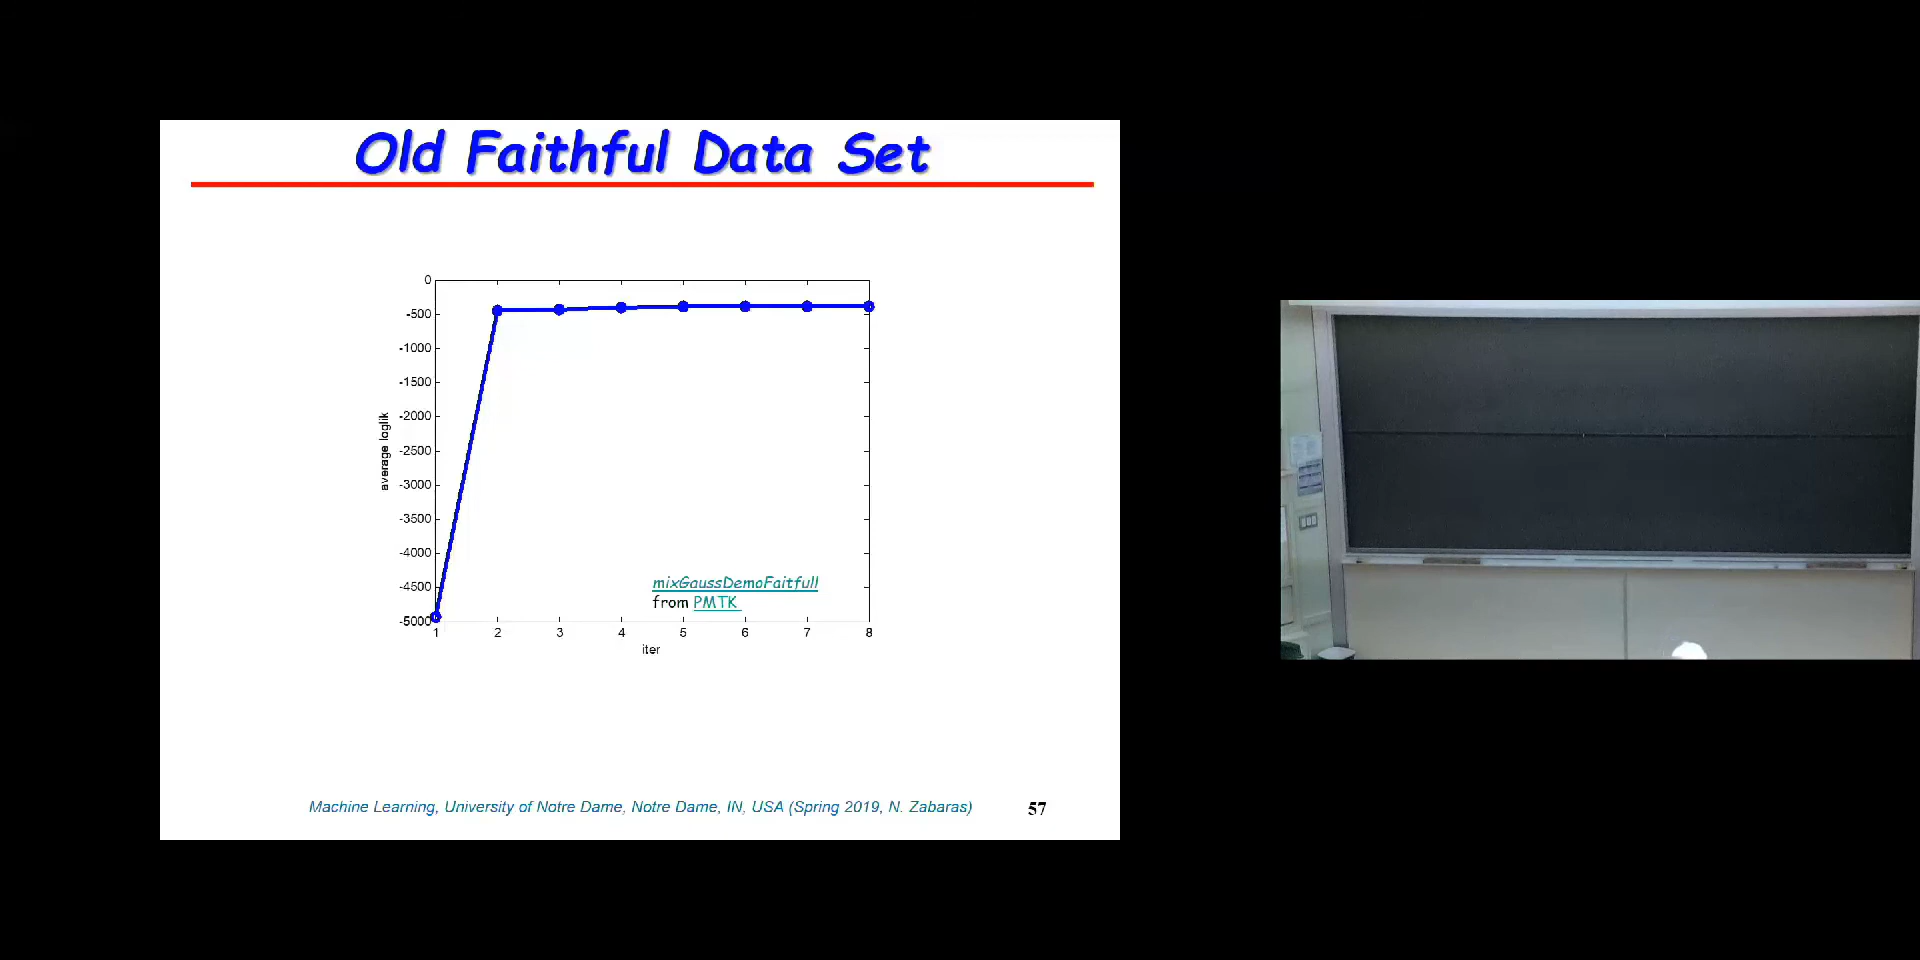 Old Faithful Data Set
0
-500
-1000
-1500
-2000
-2500
-3000
-3500
-4000
-4500
-5000
average loglik
1 2 3 4 5 6 7 8
iter
mixGaussDemoFaitfull
from PMTK
Machine Learning, University of Notre Dame, Notre Dame, IN, USA (Spring 2019, N. Zabaras)
57